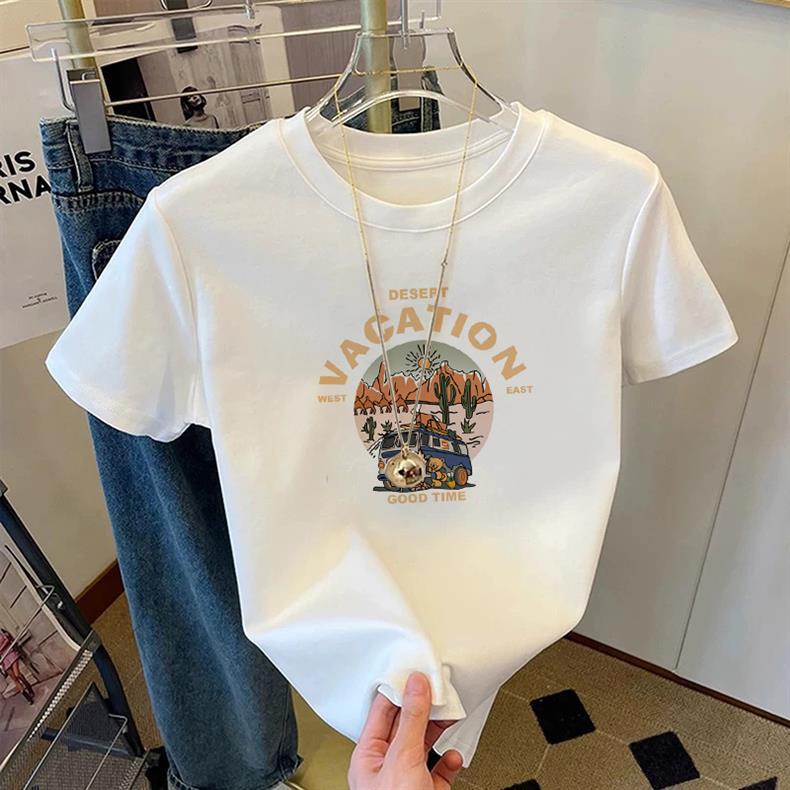 RIS
RNA
DESERT
VACATION
WEST
EAST
GOOD TIME